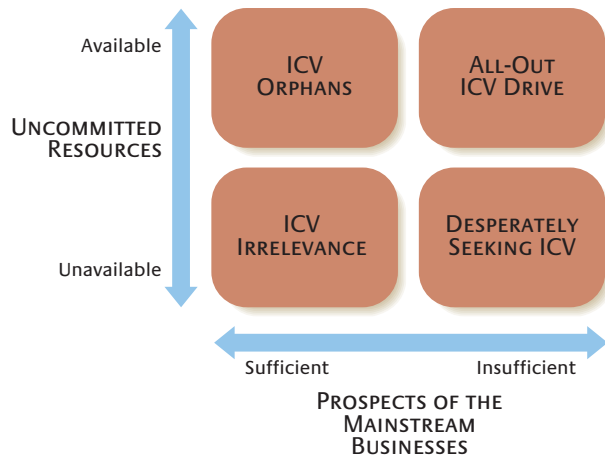 Available
UNCOMMITTED
RESOURCES
Unavailable
ICV
ORPHANS
ALL-OUT
ICV DRIVE
ICV
IRRELEVANCE
DESPERATELY
SEEKING ICV
Sufficient
Insufficient
PROSPECTS OF THE
MAINSTREAM
BUSINESSES